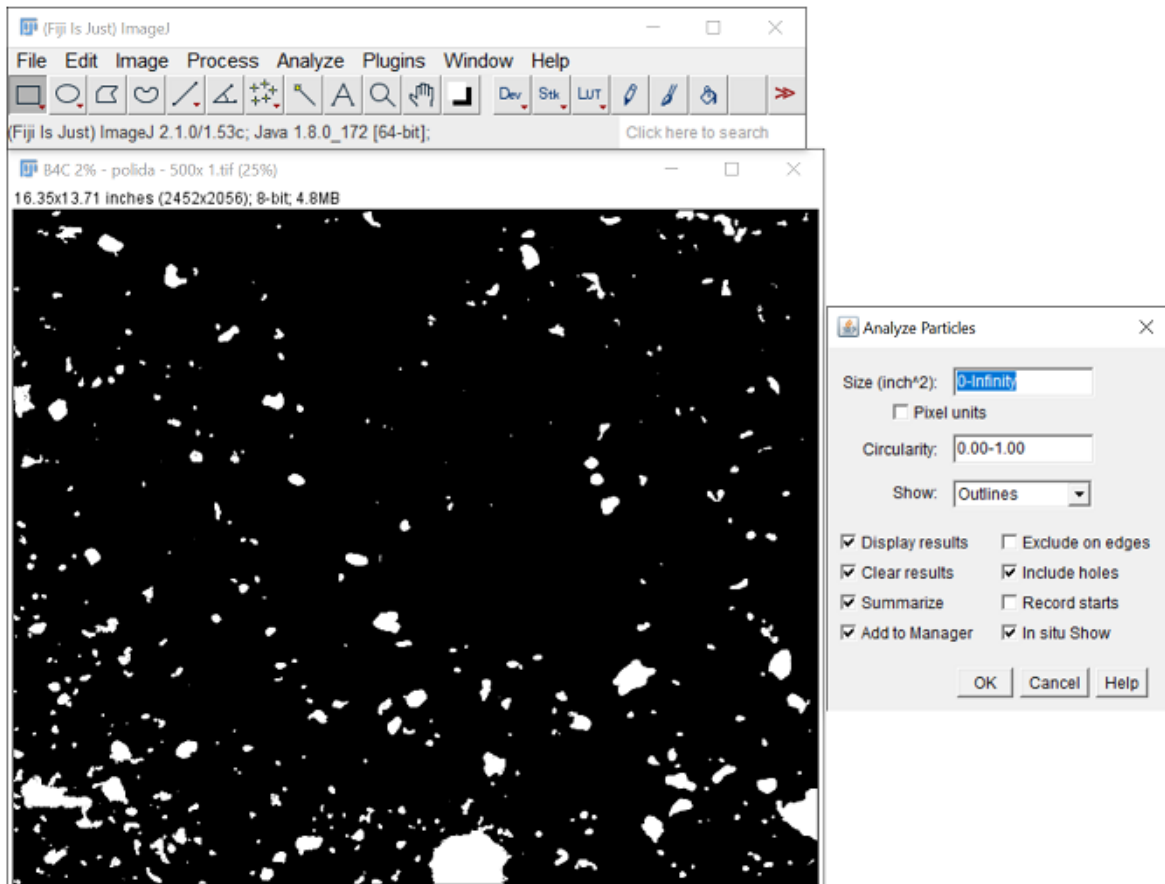 (Fiji Is Just) ImageJ
File Edit Image Process Analyze Plugins Window Help
Dev Stk LUT
(Fiji Is Just) ImageJ 2.1.0/1.53c; Java 1.8.0_172 [64-bit];
Click here to search
B4C 2% - polida - 500x 1.tif (25%)
16.35x13.71 inches (2452x2056); 8-bit; 4.8MB
Analyze Particles
Size (inch^2): 0-Infinity
Pixel units
Circularity: 0.00-1.00
Show: Outlines
Display results Exclude on edges
Clear results Include holes
Summarize Record starts
Add to Manager In situ Show
OK Cancel Help